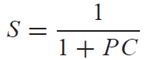 S = 1 / (1 + PC)